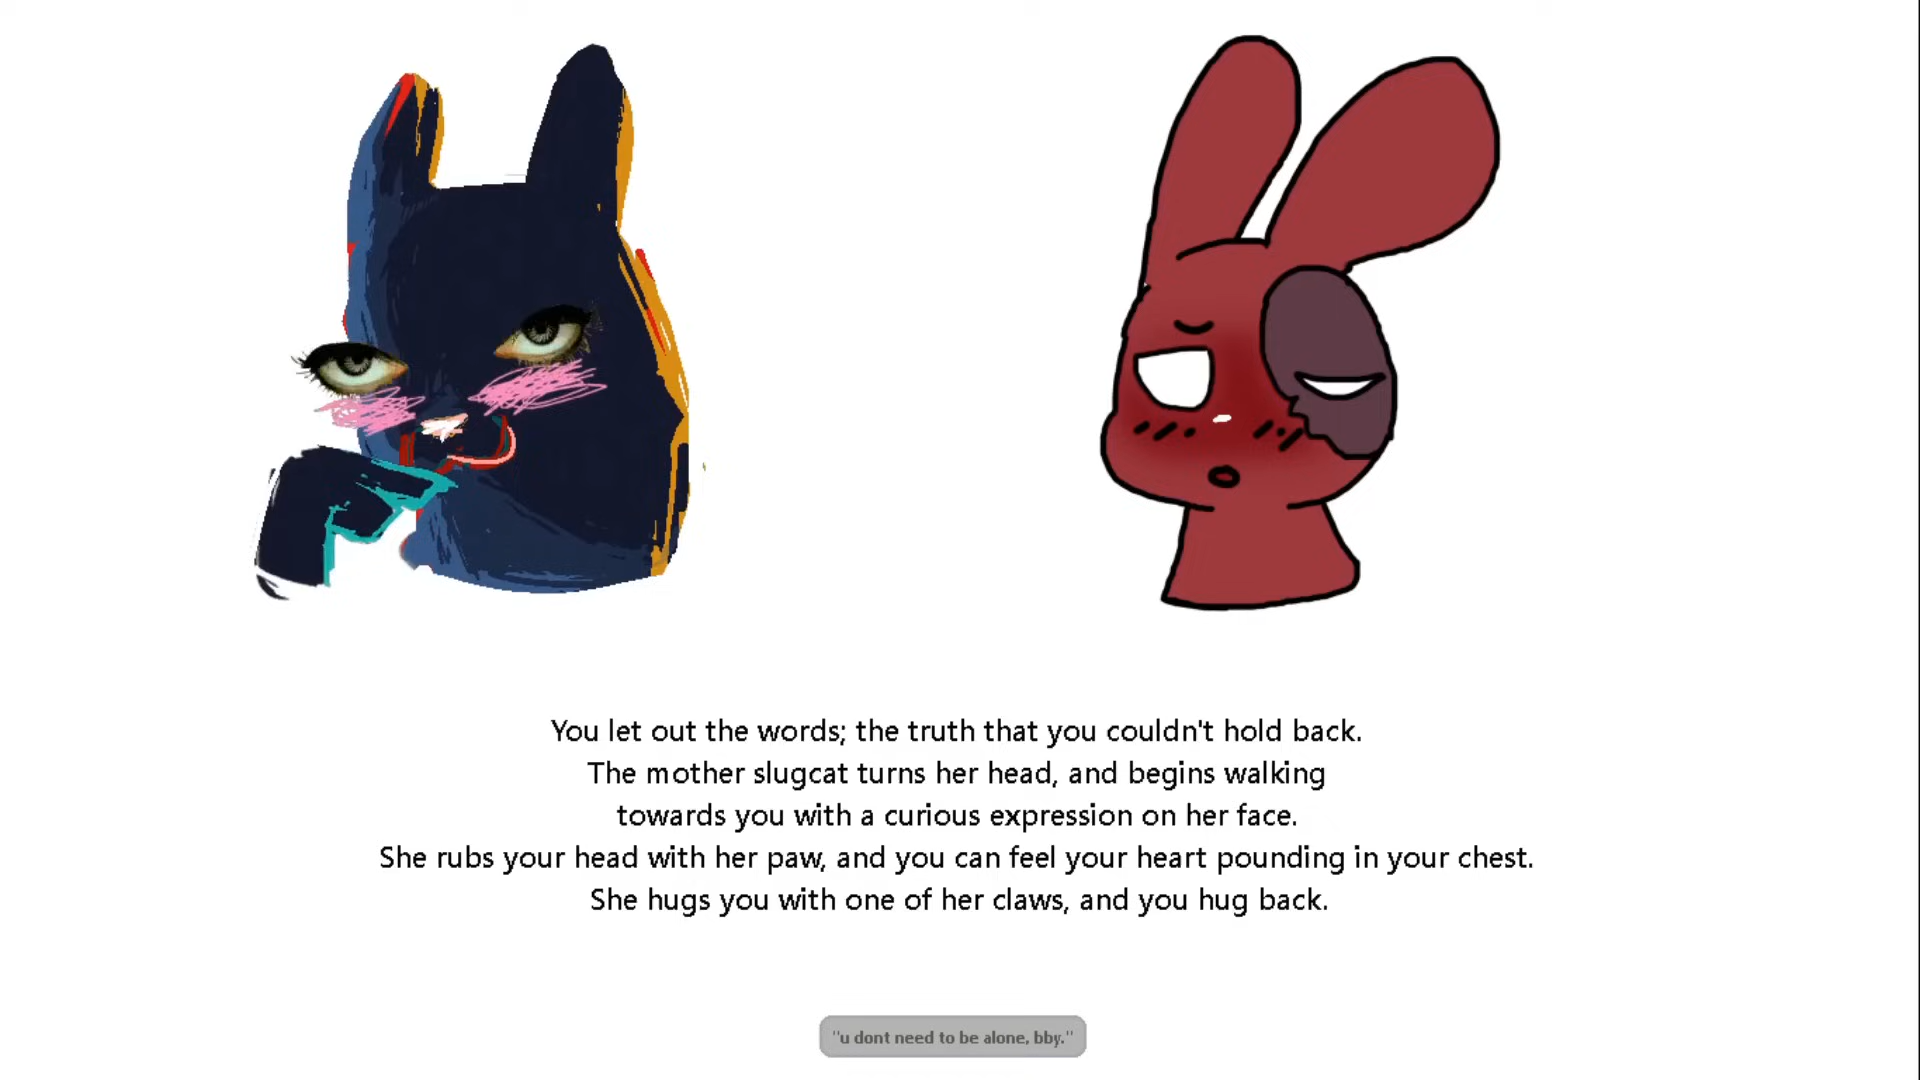 You let out the words; the truth that you couldn't hold back.
The mother slugcat turns her head, and begins walking
towards you with a curious expression on her face.
She rubs your head with her paw, and you can feel your heart pounding in your chest.
She hugs you with one of her claws, and you hug back.
"u dont need to be alone, bby."